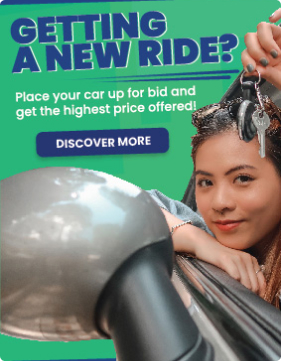 GETTING
A NEW RIDE?
Place your car up for bid and
get the highest price offered!
DISCOVER MORE